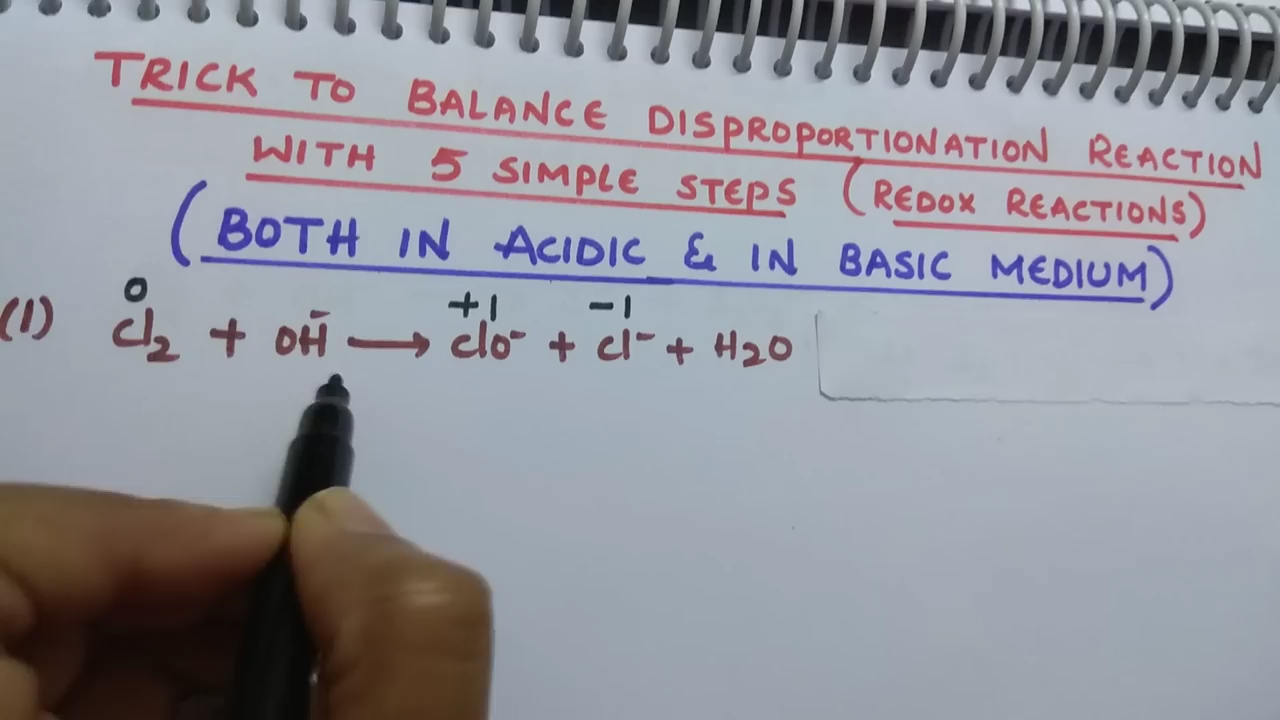 TRICK TO BALANCE DISPROPORTIONATION REACTION
WITH 5 SIMPLE STEPS (REDOX REACTIONS)
(BOTH IN ACIDIC & IN BASIC MEDIUM)
0 +1 -1
(1) Cl₂ + OH⁻ ⟶ ClO⁻ + Cl⁻ + H₂O